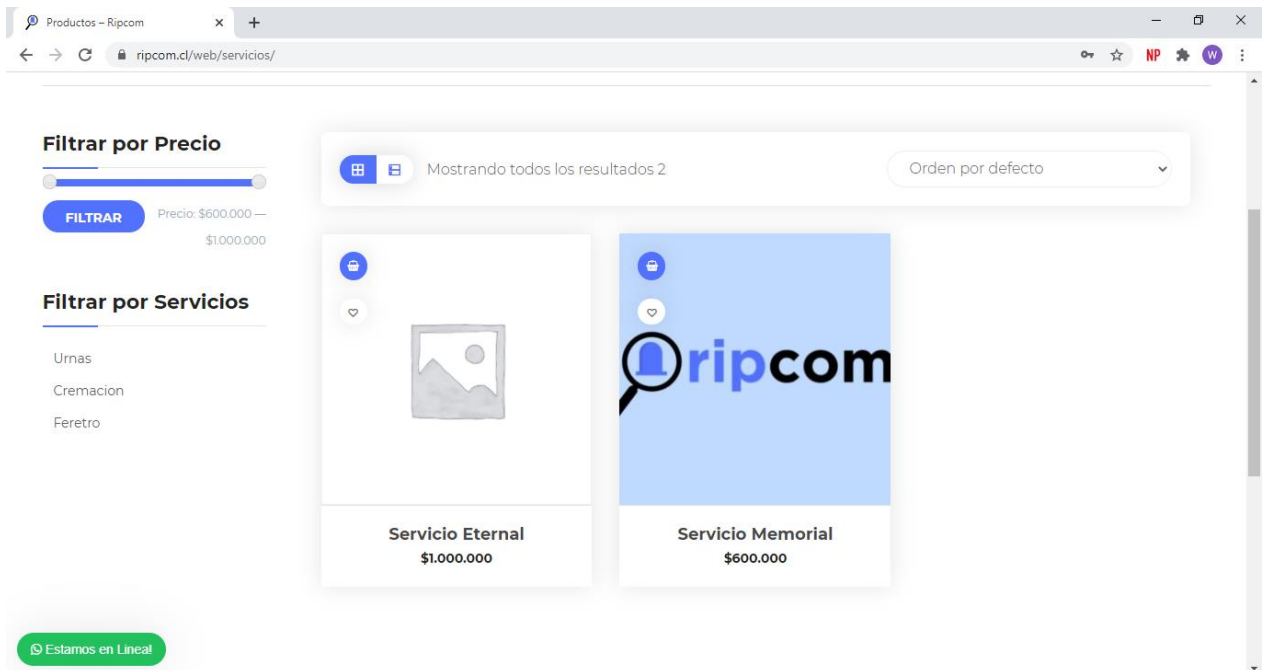 Productos – Ripcom
ripcom.cl/web/servicios/
NP
W
Filtrar por Precio
FILTRAR
Precio: $600.000 —
$1.000.000
Filtrar por Servicios
Urnas
Cremacion
Feretro
Mostrando todos los resultados 2
Orden por defecto
ripcom
Servicio Eternal
$1.000.000
Servicio Memorial
$600.000
Estamos en Linea!